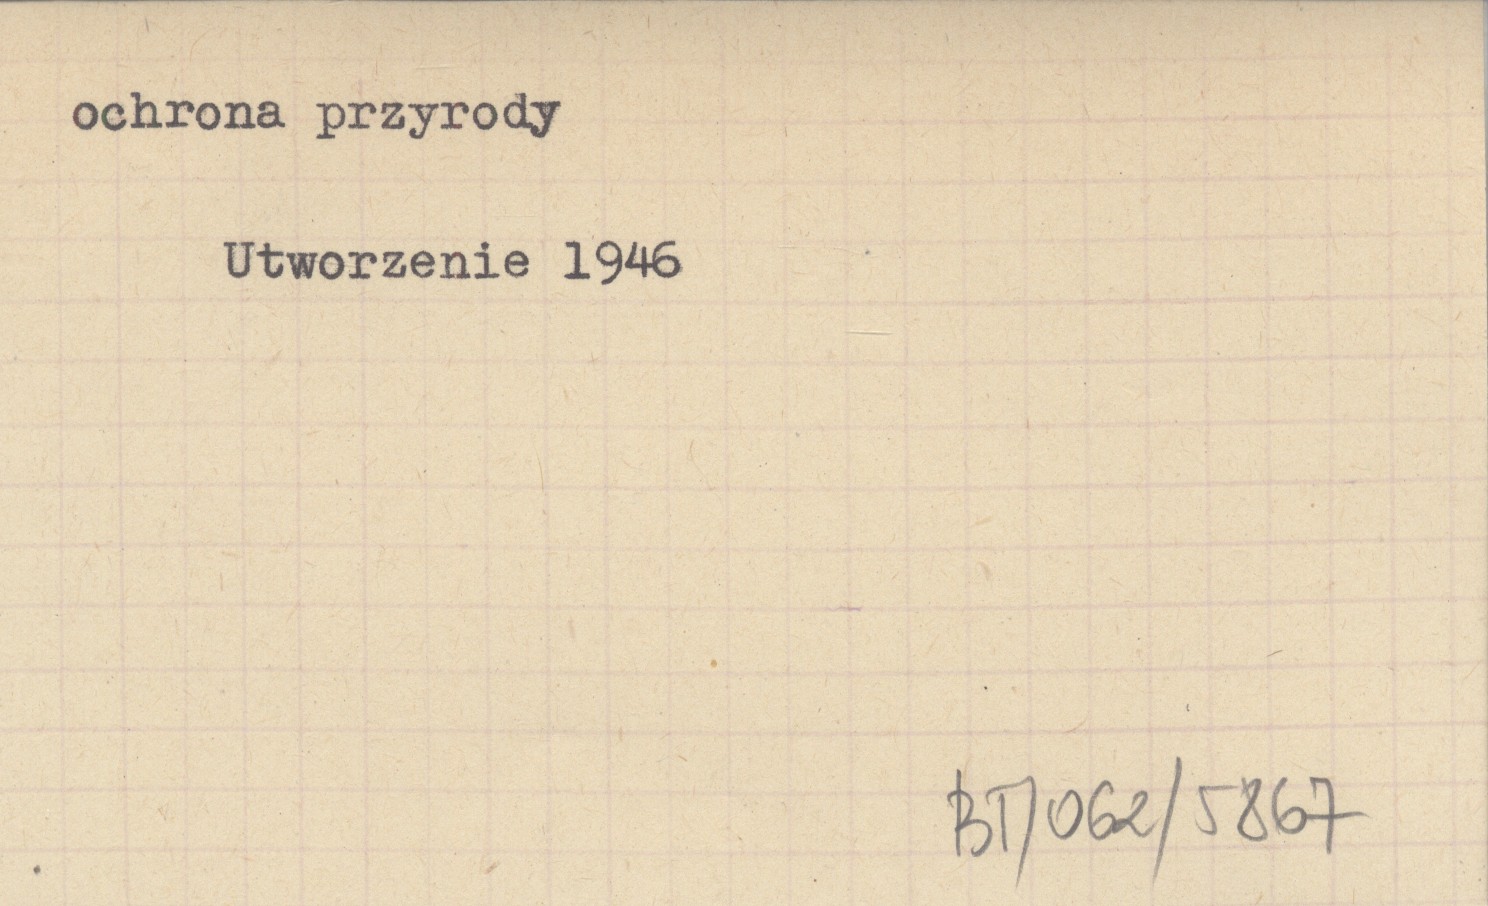 ochrona przyrody
Utworzenie 1946
BT/062/5867